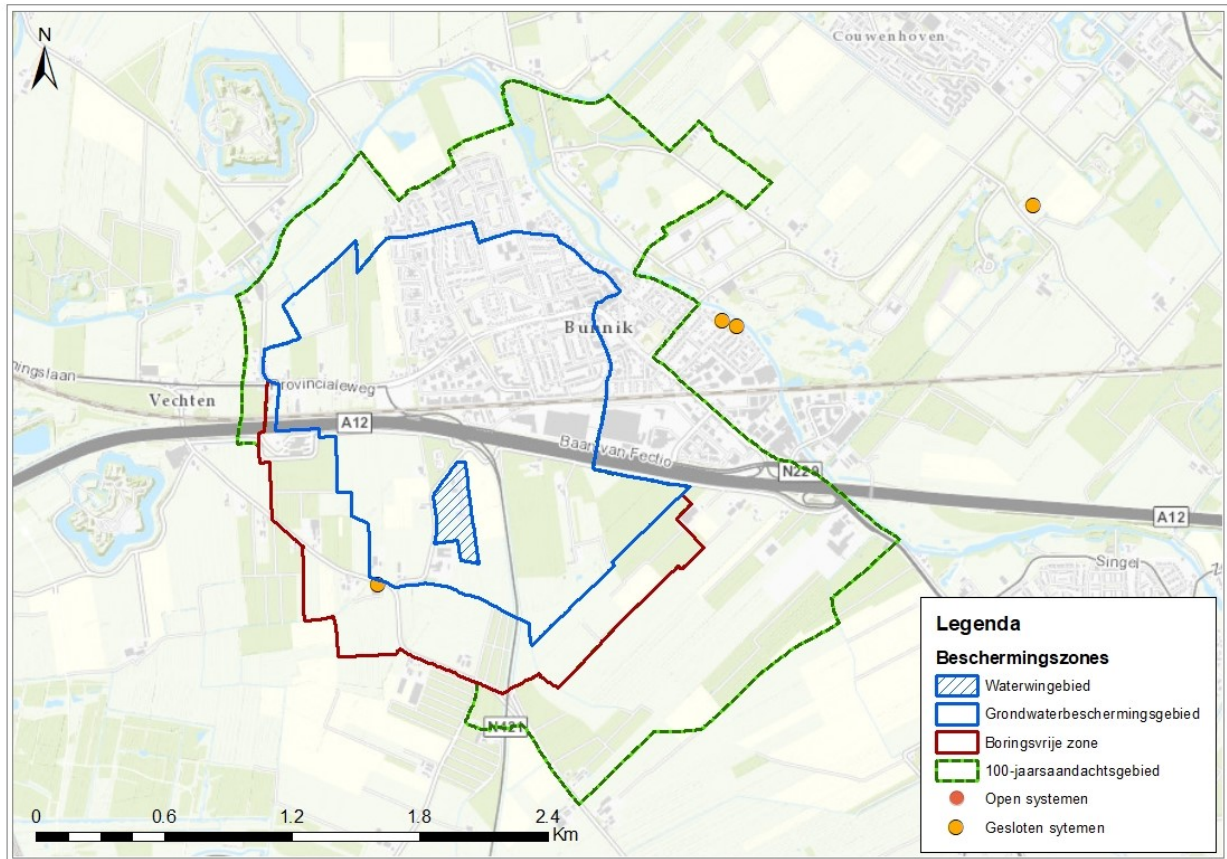 N
Couwenhoven
Bunnik
ningslaan
Provincialeweg
Vechten
A12
Baan van Fectio
N229
A12
Singel
N421
Legenda
Beschermingszones
Waterwingebied
Grondwaterbeschermingsgebied
Boringsvrije zone
100-jaarsaandachtsgebied
Open systemen
Gesloten sytemen
0 0.6 1.2 1.8 2.4
Km